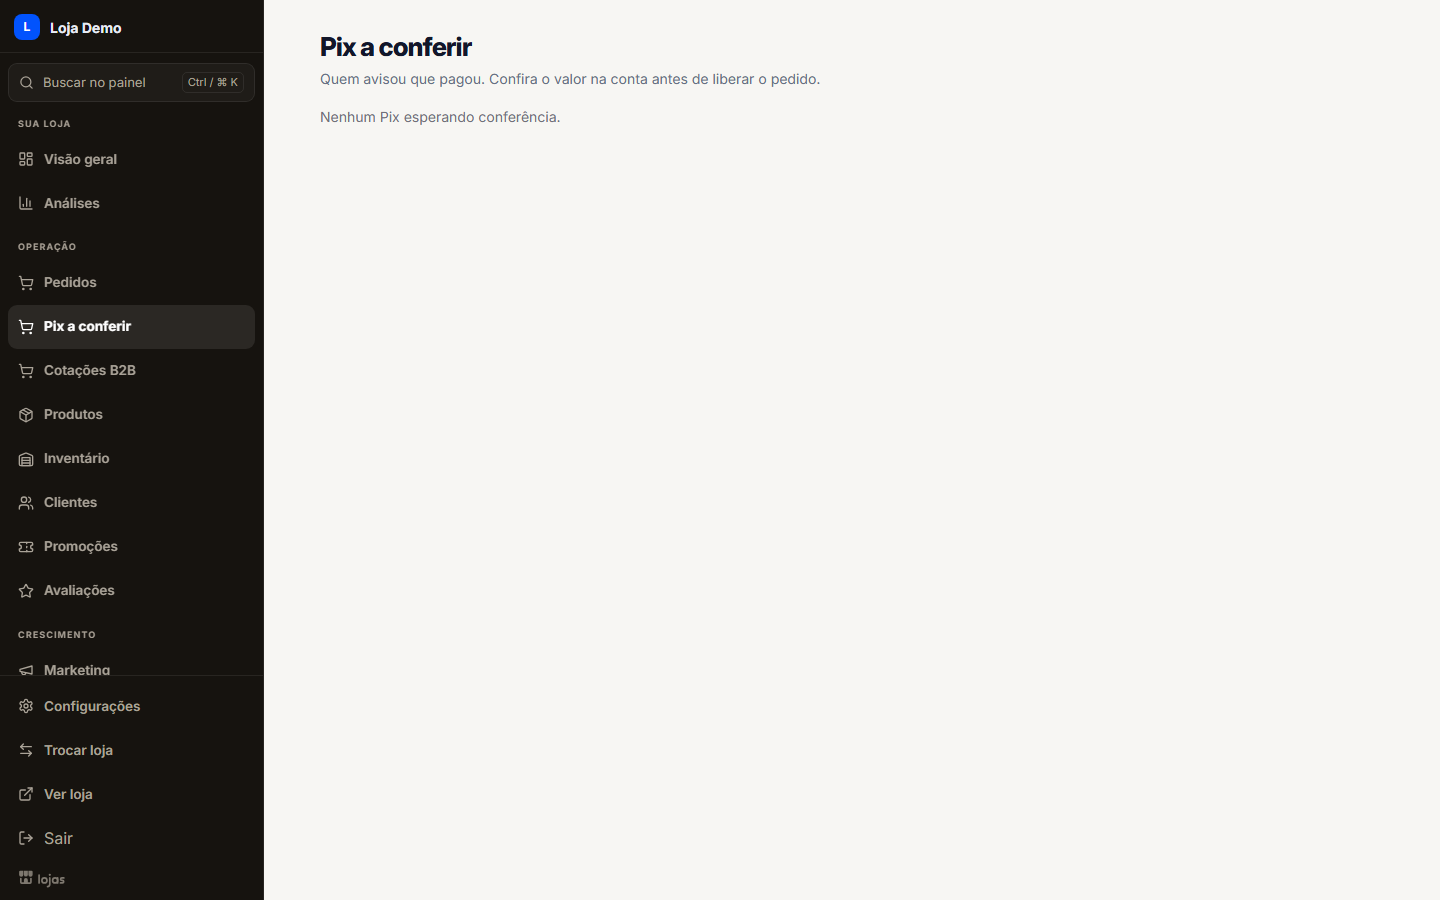 L Loja Demo
Buscar no painel Ctrl / ⌘ K
SUA LOJA
Visão geral
Análises
OPERAÇÃO
Pedidos
Pix a conferir
Cotações B2B
Produtos
Inventário
Clientes
Promoções
Avaliações
CRESCIMENTO
Marketing
Configurações
Trocar loja
Ver loja
Sair
lojas
Pix a conferir
Quem avisou que pagou. Confira o valor na conta antes de liberar o pedido.
Nenhum Pix esperando conferência.